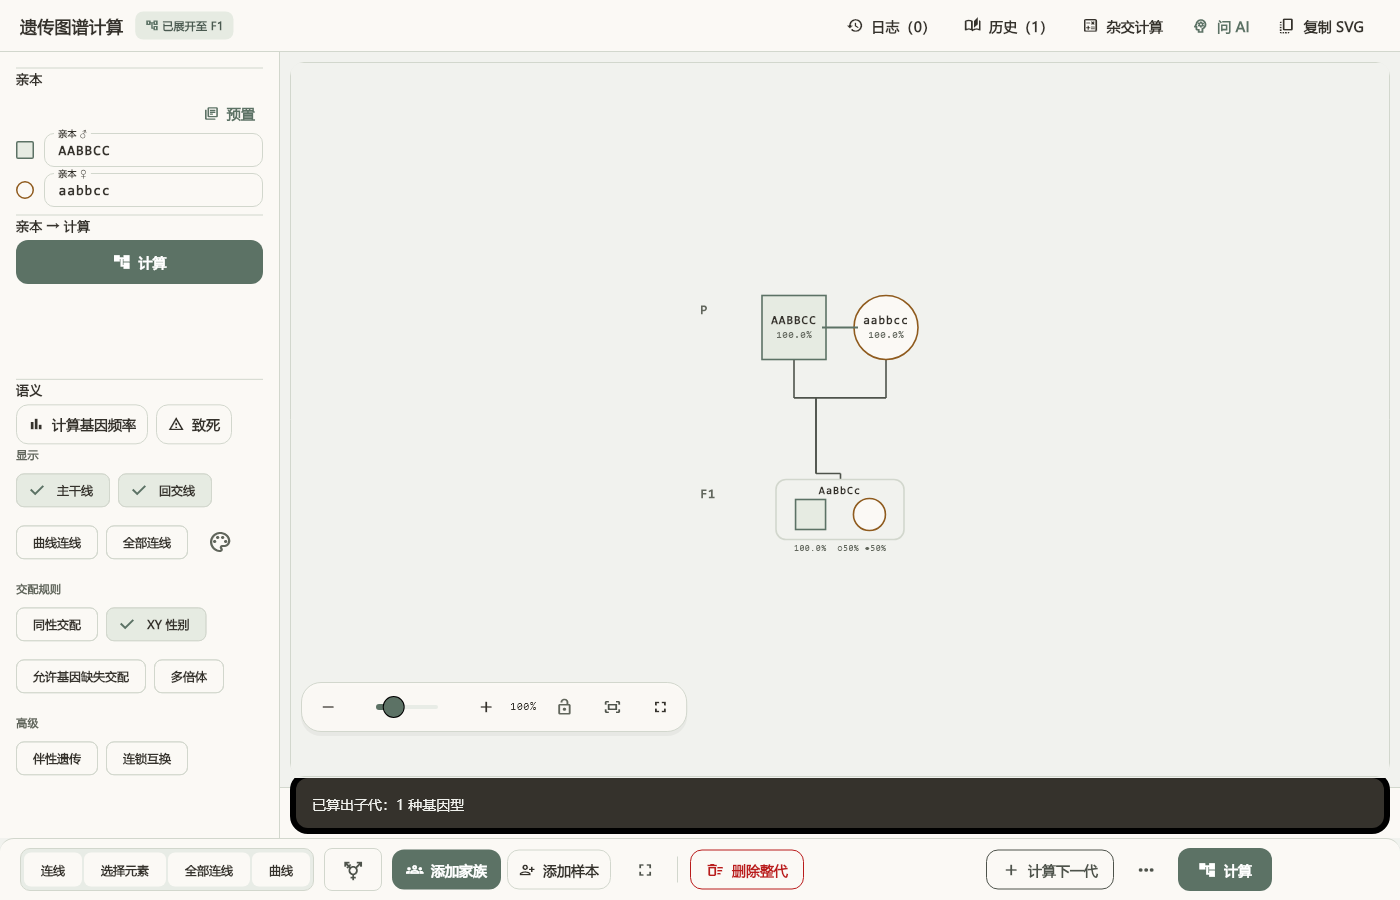 遗传图谱计算
已展开至 F1
日志（0）
历史（1）
杂交计算
问 AI
复制 SVG
亲本
预置
亲本 ♂
AABBCC
亲本 ♀
aabbcc
亲本 → 计算
计算
语义
计算基因频率
致死
显示
主干线
回交线
曲线连线
全部连线
交配规则
同性交配
XY 性别
允许基因缺失交配
多倍体
高级
伴性遗传
连锁互换
P
AABBCC
100.0%
aabbcc
100.0%
F1
AaBbCc
100.0% ○50% ●50%
100%
已算出子代：1 种基因型
连线
选择元素
全部连线
曲线
添加家族
添加样本
删除整代
计算下一代
计算